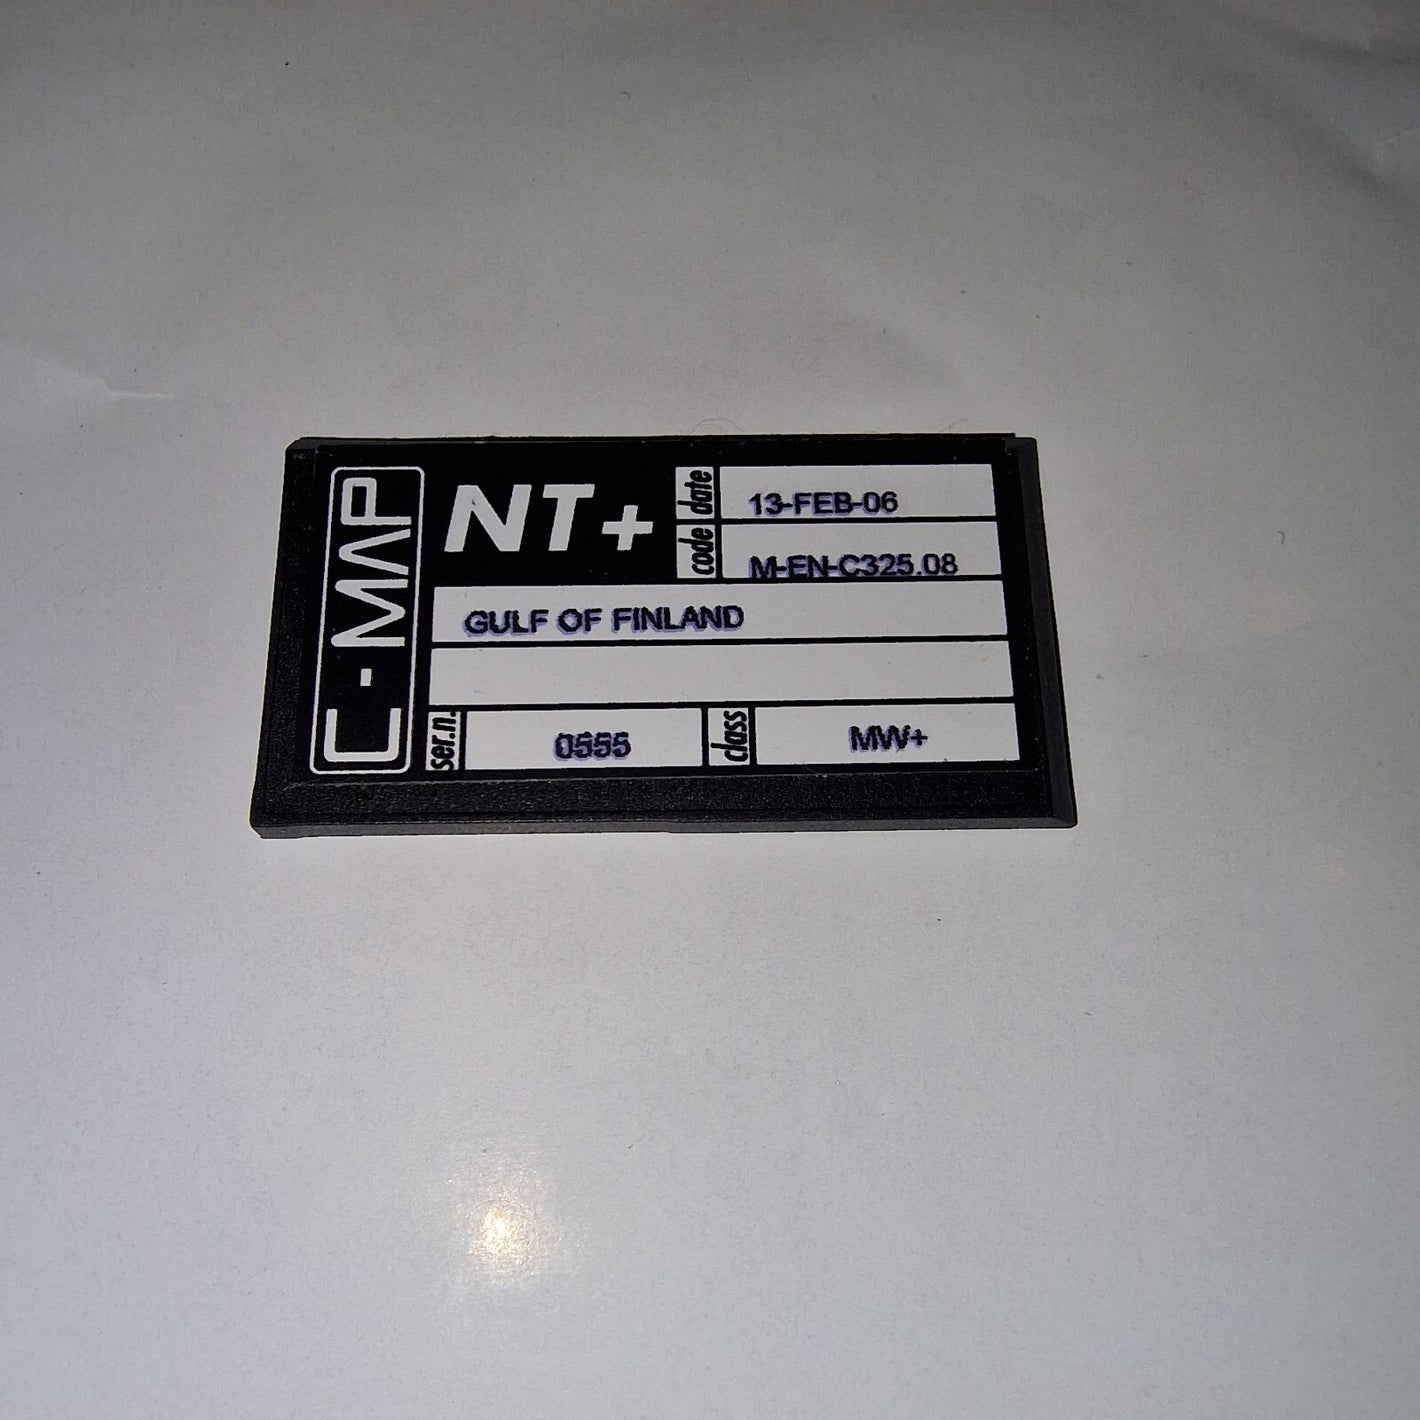 C-MAP
NT+
date 13-FEB-06
code M-EN-C325.08
GULF OF FINLAND
ser.n. 0555 class MW+